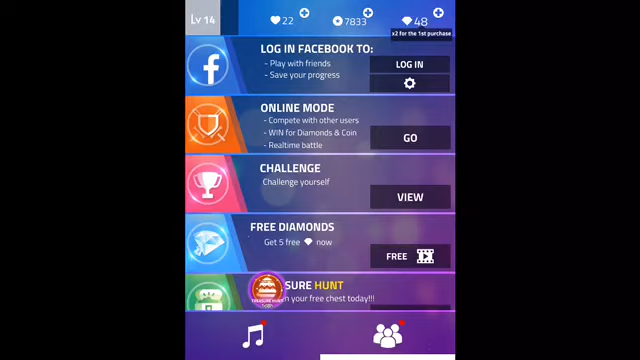 Lv 14
22
7833
48
x2 for the 1st purchase
LOG IN FACEBOOK TO:
- Play with friends
- Save your progress
LOG IN
ONLINE MODE
- Compete with other users
- WIN for Diamonds & Coin
- Realtime battle
GO
CHALLENGE
Challenge yourself
VIEW
FREE DIAMONDS
Get 5 free now
FREE
SURE HUNT
TREASURE HUNT
your free chest today!!!